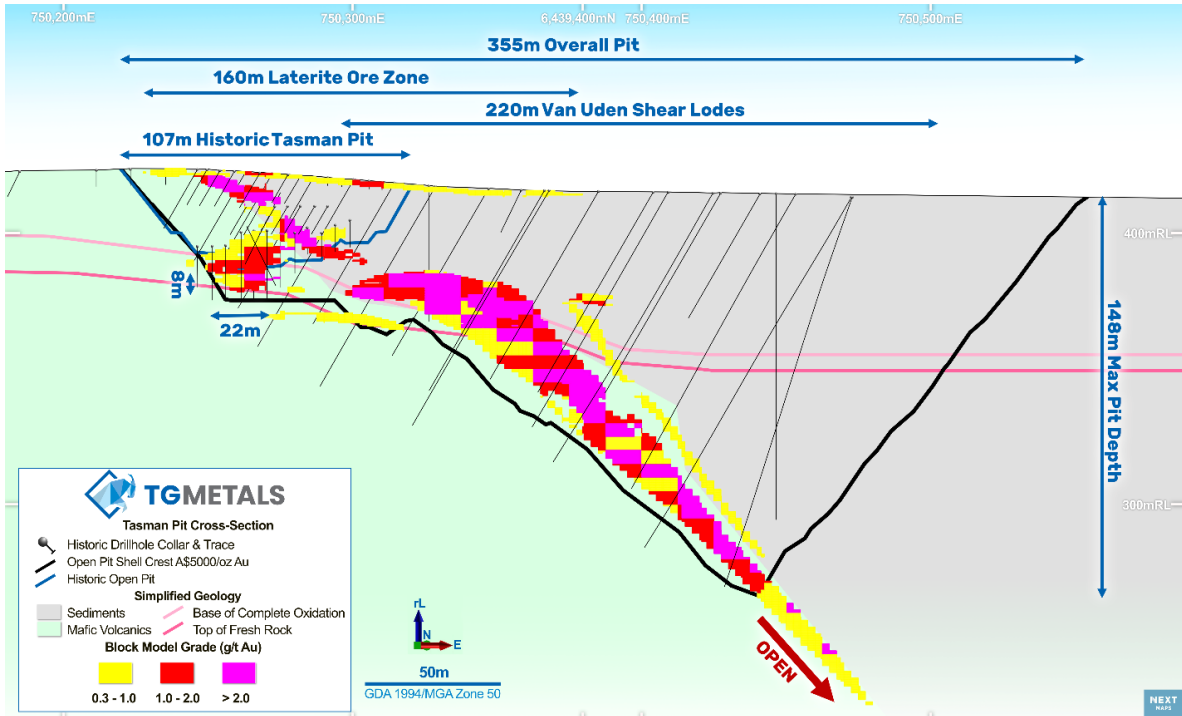 750,200mE 750,300mE 6,439,400mN 750,400mE 750,500mE
355m Overall Pit
160m Laterite Ore Zone
220m Van Uden Shear Lodes
107m Historic Tasman Pit
400mRL
8m
22m
148m Max Pit Depth
300mRL
TGMETALS
Tasman Pit Cross-Section
Historic Drillhole Collar & Trace
Open Pit Shell Crest A$5000/oz Au
Historic Open Pit
Simplified Geology
Sediments Base of Complete Oxidation
Mafic Volcanics Top of Fresh Rock
Block Model Grade (g/t Au)
0.3 - 1.0 1.0 - 2.0 > 2.0
rL
N E
50m
GDA 1994/MGA Zone 50
OPEN
NEXT
MAPS